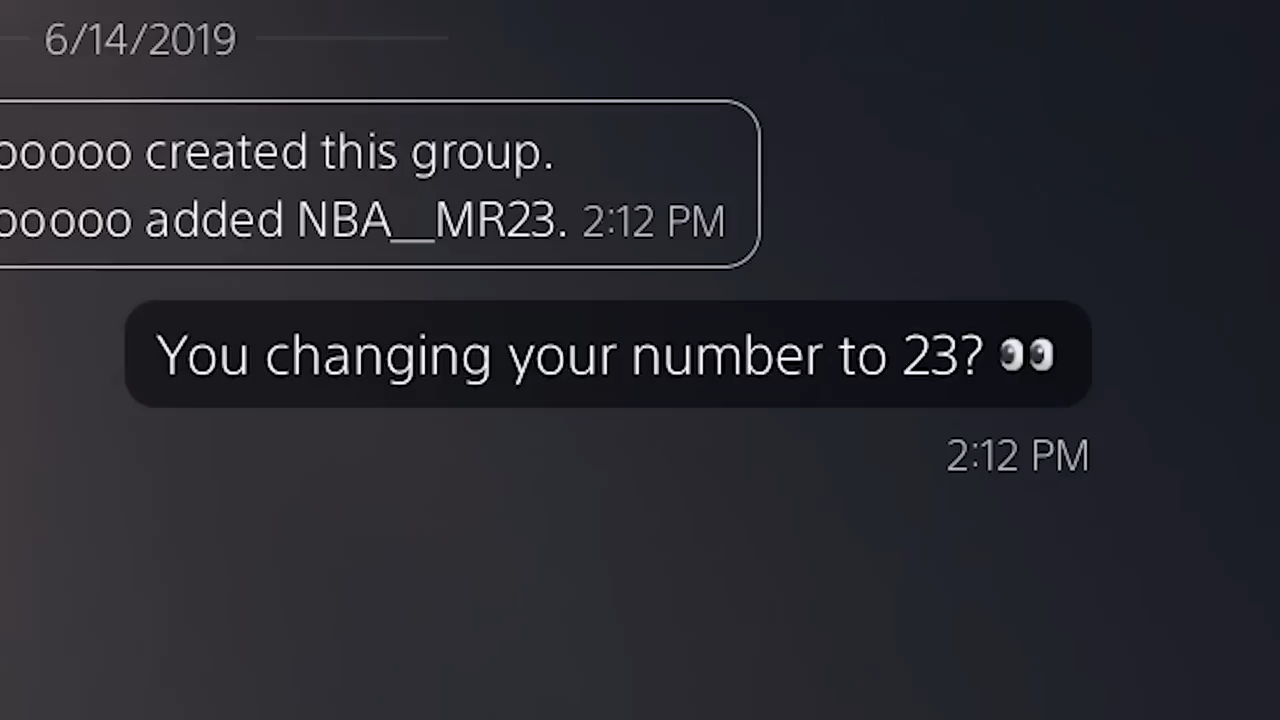 6/14/2019
ooooo created this group.
ooooo added NBA__MR23. 2:12 PM
You changing your number to 23? 👀
2:12 PM